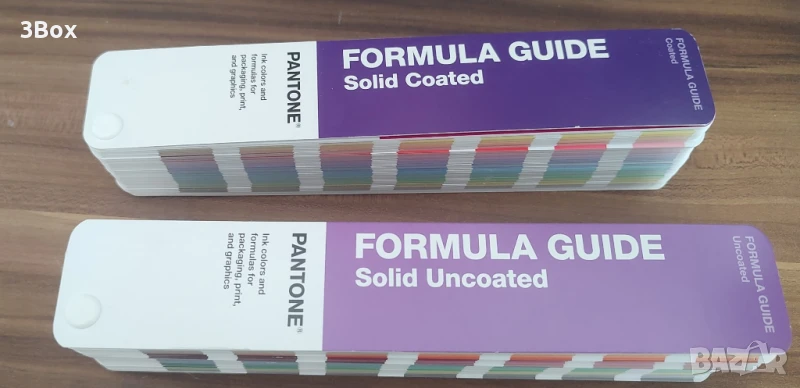 3Box
Ink colors and
formulas for
packaging, print,
and graphics
PANTONE®
FORMULA GUIDE
Solid Coated
FORMULA GUIDE
Coated
Ink colors and
formulas for
packaging, print,
and graphics
PANTONE®
FORMULA GUIDE
Solid Uncoated
FORMULA GUIDE
Uncoated
BAZAR